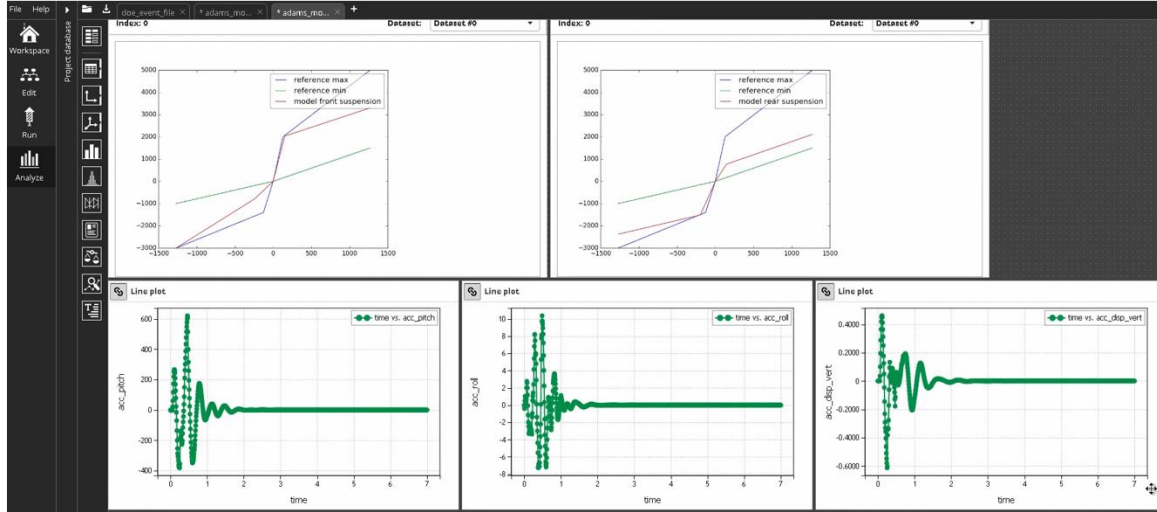 File Help
doe_event_file ×
* adams_mo... ×
* adams_mo... ×
+
Workspace
Edit
Run
Analyze
Project database
Index: 0
Dataset: Dataset #0
5000
4000
3000
2000
1000
0
−1000
−2000
−3000
−1500 −1000 −500 0 500 1000 1500
reference max
reference min
model front suspension
Index: 0
Dataset: Dataset #0
5000
4000
3000
2000
1000
0
−1000
−2000
−3000
−1500 −1000 −500 0 500 1000 1500
reference max
reference min
model rear suspension
Line plot
time vs. acc_pitch
acc_pitch
600
400
200
0
-200
-400
0 1 2 3 4 5 6 7
time
Line plot
time vs. acc_roll
acc_roll
10
8
6
4
2
0
-2
-4
-6
-8
0 1 2 3 4 5 6 7
time
Line plot
time vs. acc_disp_vert
acc_disp_vert
0.4000
0.2000
0
-0.2000
-0.4000
-0.6000
0 1 2 3 4 5 6 7
time